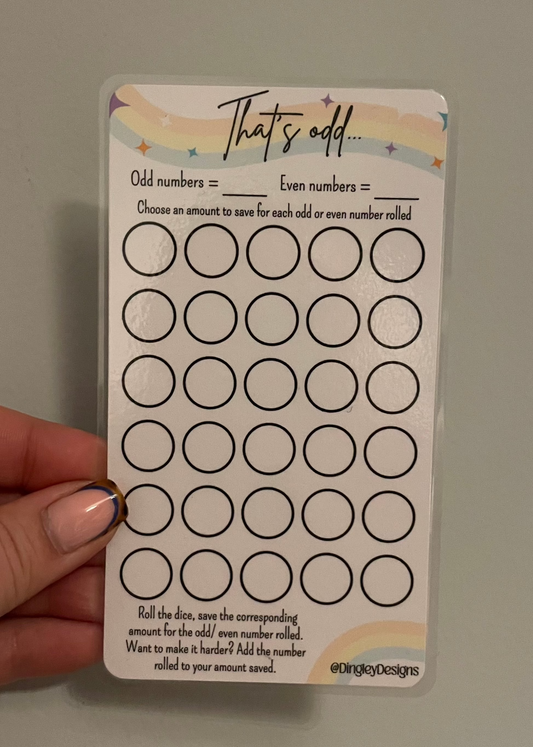 That's odd...
Odd numbers = ____ Even numbers = ____
Choose an amount to save for each odd or even number rolled
Roll the dice, save the corresponding
amount for the odd/ even number rolled.
Want to make it harder? Add the number
rolled to your amount saved.
@DingleyDesigns